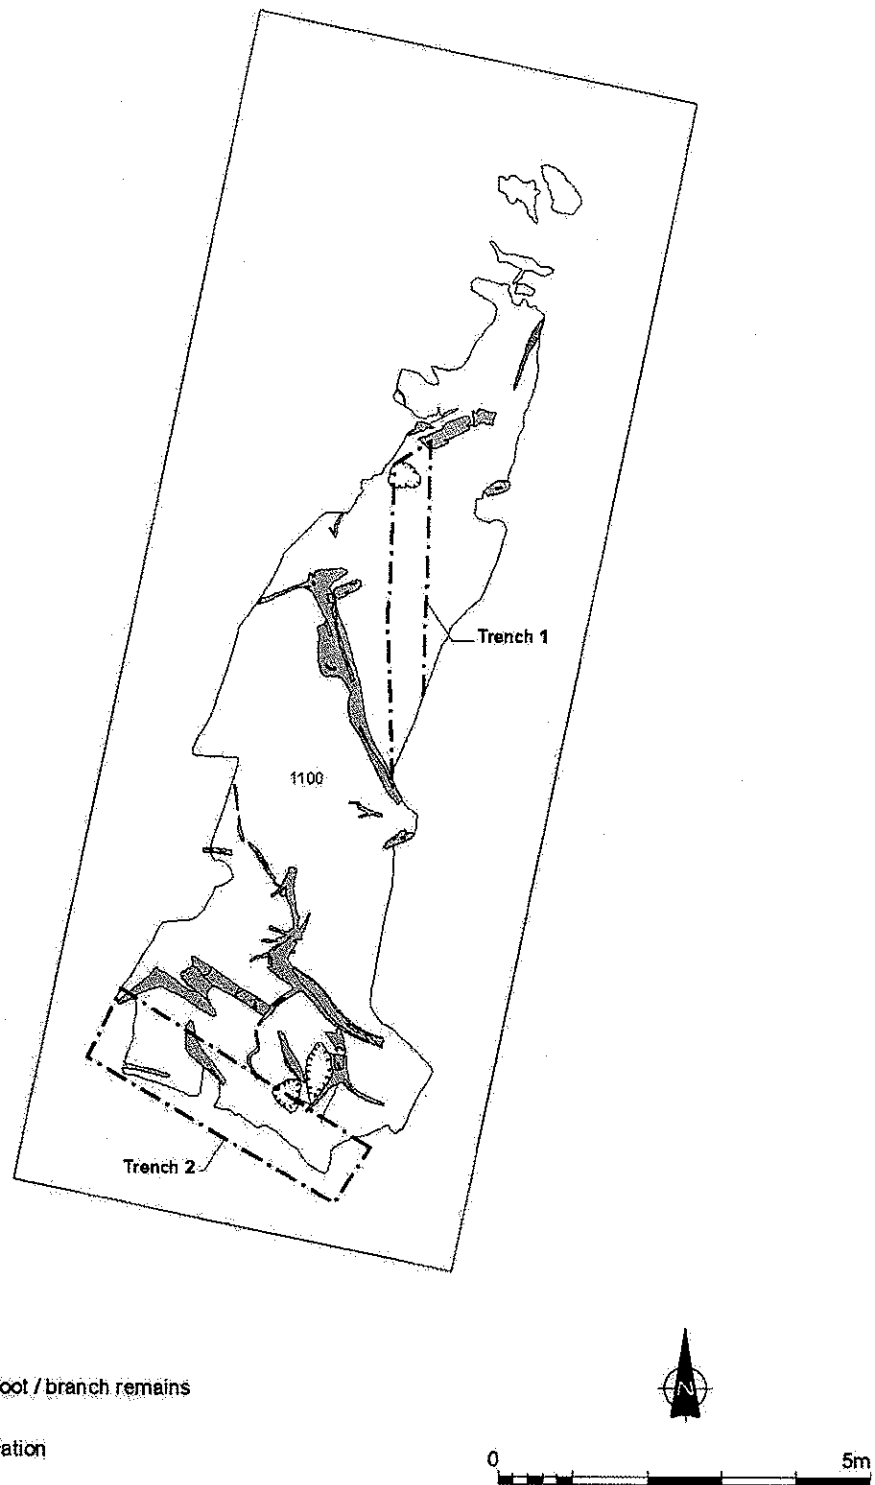 Trench 1
1100
Trench 2
oot / branch remains
N
ation
0 5m